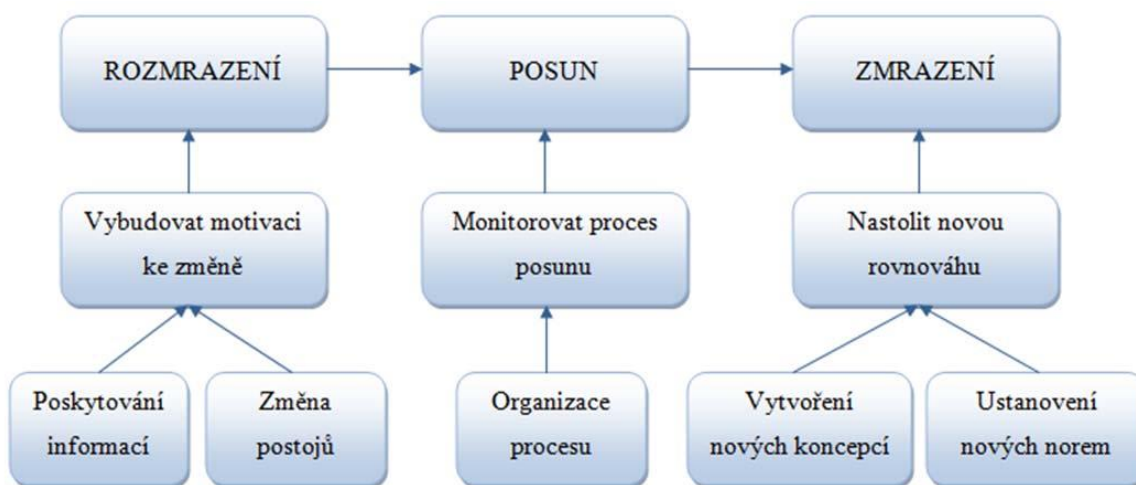 ROZMRAZENÍ
POSUN
ZMRAZENÍ
Vybudovat motivaci
ke změně
Monitorovat proces
posunu
Nastolit novou
rovnováhu
Poskytování
informací
Změna
postojů
Organizace
procesu
Vytvoření
nových koncepcí
Ustanovení
nových norem